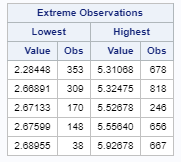 Extreme Observations
Lowest Highest
Value Obs Value Obs
2.28448 353 5.31068 678
2.66891 309 5.32475 818
2.67133 170 5.52678 246
2.67599 148 5.55640 656
2.68955 38 5.92678 667